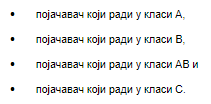 • појачавач који ради у класи А,
• појачавач који ради у класи В,
• појачавач који ради у класи АВ и
• појачавач који ради у класи С.